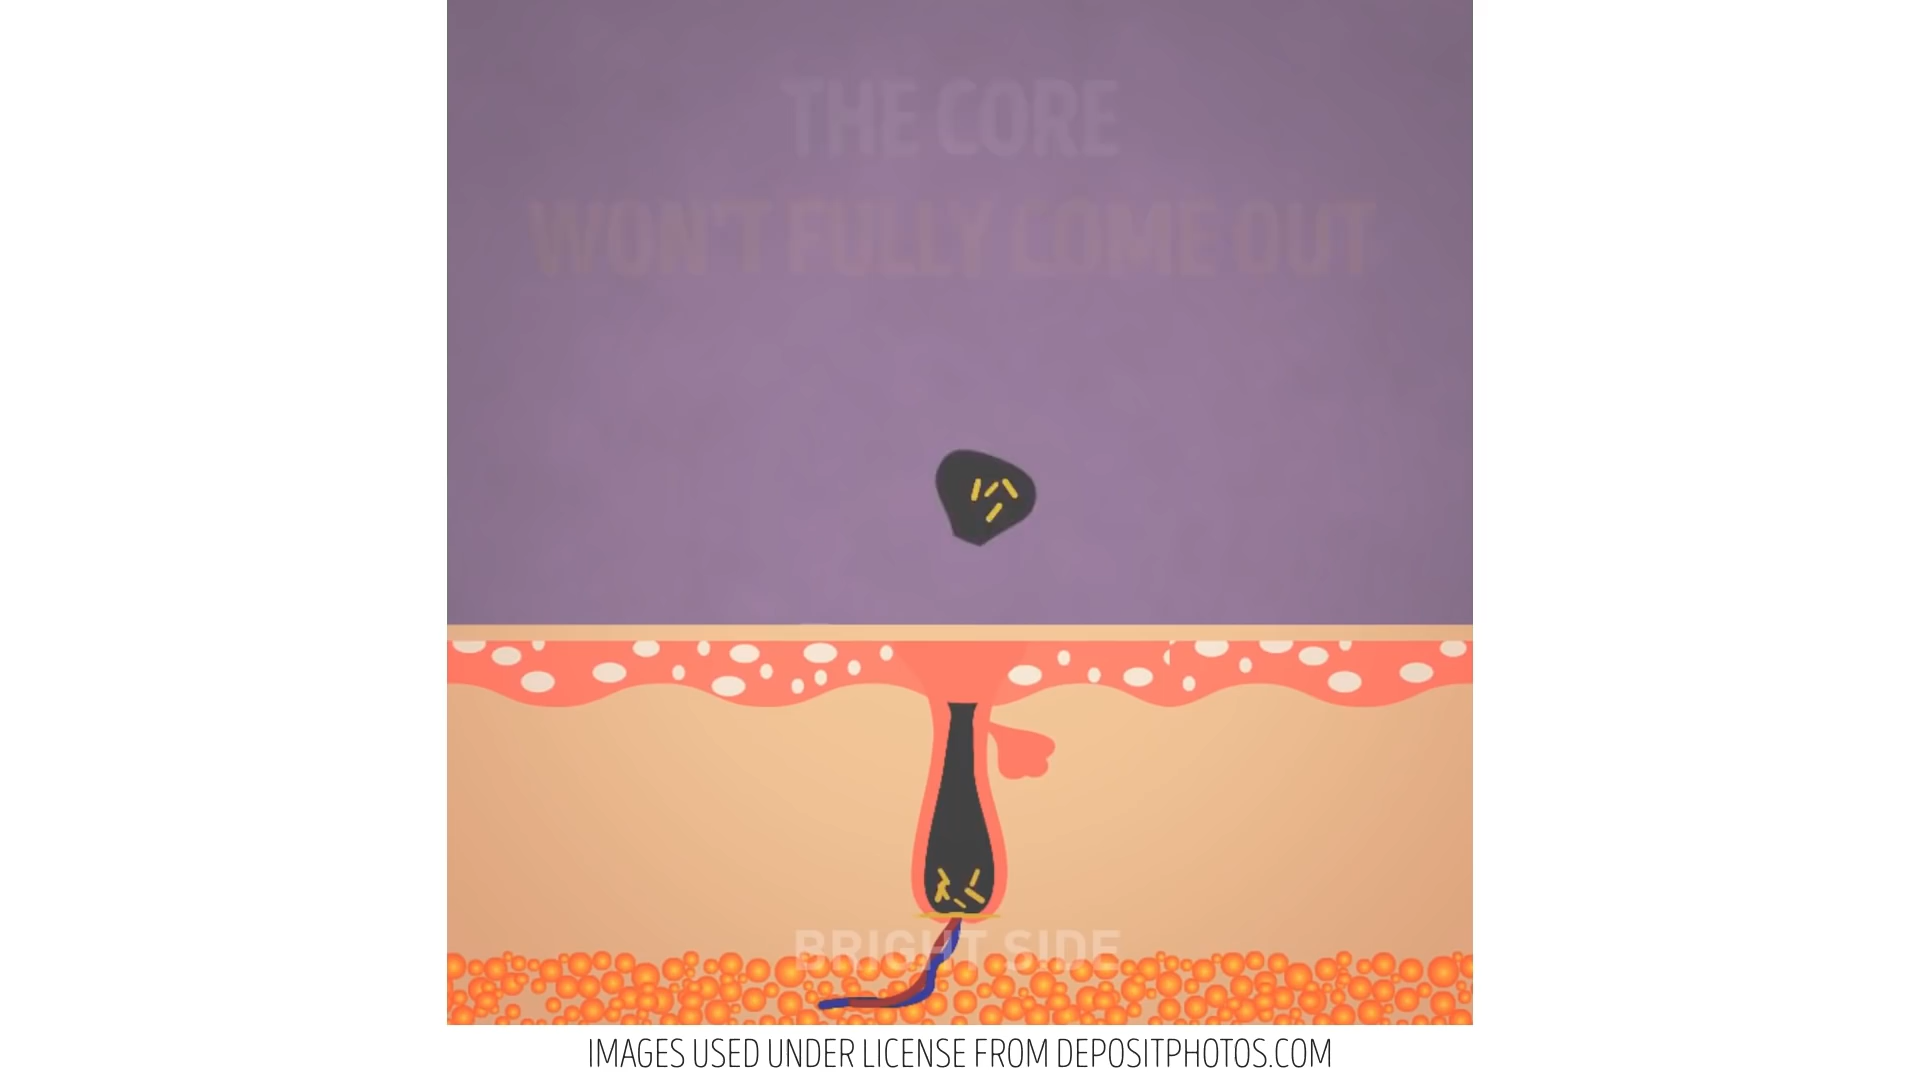 THE CORE
WON'T FULLY COME OUT
BRIGHT SIDE
IMAGES USED UNDER LICENSE FROM DEPOSITPHOTOS.COM